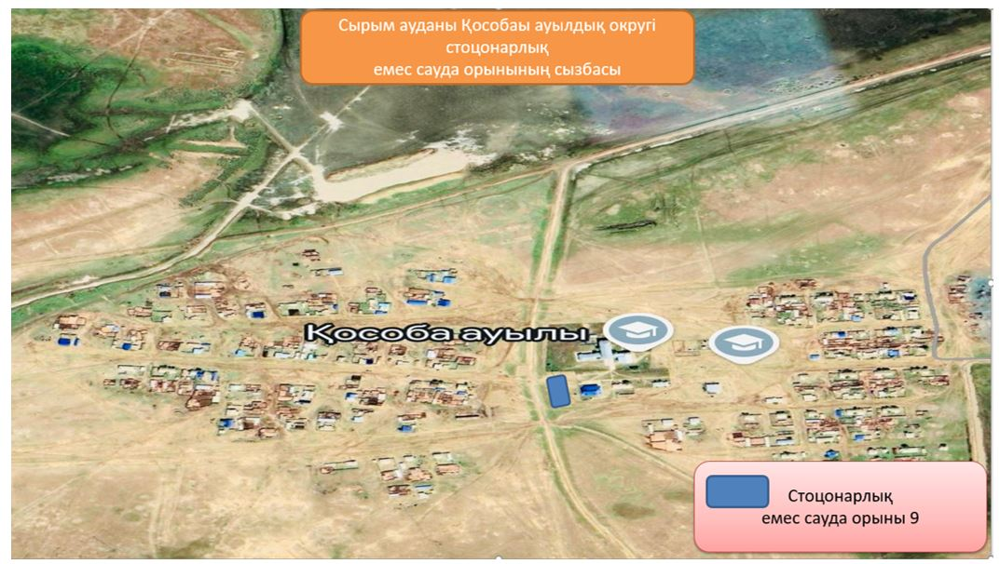 Сырым ауданы Қособаы ауылдық округі
стоцонарлық
емес сауда орынының сызбасы
Қособа ауылы
Стоцонарлық
емес сауда орыны 9